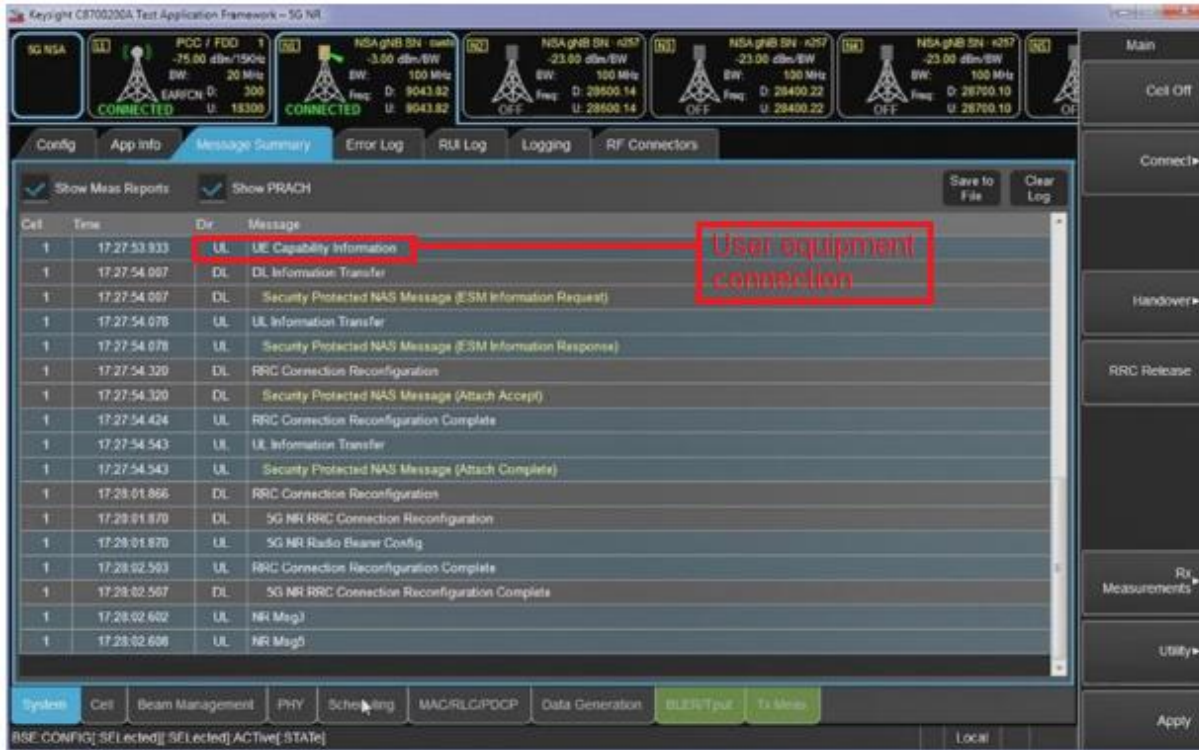 Keysight C8700200A Test Application Framework – 5G NR
5G NSA
L1
PCC / FDD 1
-75.00 dBm/15KHz
BW: 20 MHz
EARFCN D: 300
U: 18300
CONNECTED
N1
NSA gNB SN
-3.00 dBm/BW
BW: 100 MHz
Freq: D: 9043.82
U: 9043.82
CONNECTED
N2
NSA gNB SN - n257
-23.00 dBm/BW
BW: 100 MHz
Freq: D: 28600.14
U: 28600.14
OFF
NSA gNB SN - n257
-23.00 dBm/BW
BW: 100 MHz
Freq: D: 28400.22
U: 28400.22
OFF
NSA gNB SN - n257
-23.00 dBm/BW
BW: 100 MHz
Freq: D: 28700.10
U: 28700.10
OFF
OF
Main
Cell Off
Connect
Handover
RRC Release
Rx Measurements
Utility
Apply
Config App Info Message Summary Error Log RUI Log Logging RF Connectors
Show Meas Reports Show PRACH
Save to File
Clear Log
Cell Time Dir Message
1 17:27:53.933 UL UE Capability Information
User equipment
connection
1 17:27:54.007 DL DL Information Transfer
1 17:27:54.007 DL Security Protected NAS Message (ESM Information Request)
1 17:27:54.078 UL UL Information Transfer
1 17:27:54.078 UL Security Protected NAS Message (ESM Information Response)
1 17:27:54.320 DL RRC Connection Reconfiguration
1 17:27:54.320 DL Security Protected NAS Message (Attach Accept)
1 17:27:54.424 UL RRC Connection Reconfiguration Complete
1 17:27:54.543 UL UL Information Transfer
1 17:27:54.543 UL Security Protected NAS Message (Attach Complete)
1 17:28:01.866 DL RRC Connection Reconfiguration
1 17:28:01.870 DL 5G NR RRC Connection Reconfiguration
1 17:28:01.870 UL 5G NR Radio Bearer Config
1 17:28:02.503 UL RRC Connection Reconfiguration Complete
1 17:28:02.507 DL 5G NR RRC Connection Reconfiguration Complete
1 17:28:02.602 UL NR Msg3
1 17:28:02.608 UL NR Msg5
System Cell Beam Management PHY Scheduling MAC/RLC/PDCP Data Generation BLER/Tput Tx Meas
BSE:CONFIG[:SELected][:SELected]:ACTive[:STATe]
Local